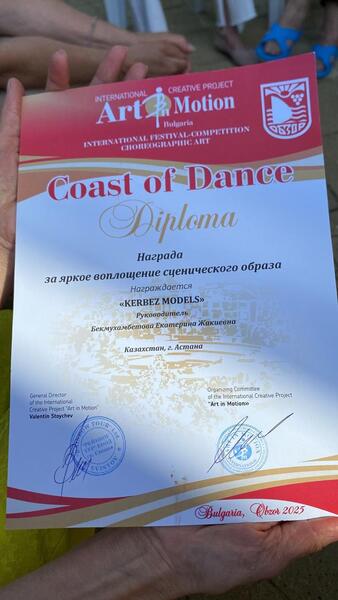 INTERNATIONAL CREATIVE PROJECT
Art in Motion
Bulgaria
INTERNATIONAL FESTIVAL-COMPETITION
CHOREOGRAPHIC ART
Coast of Dance
Diploma
Награда
за яркое воплощение сценического образа
Награждается
«KERBEZ MODELS»
Руководитель
Бекмухамбетова Екатерина Жакиевна
Казахстан, г. Астана
General Director
of the International
Creative Project "Art in Motion"
Valentin Stoychev
Organizing Committee
of the International Creative Project
"Art in Motion»
Bulgaria, Obzor 2025